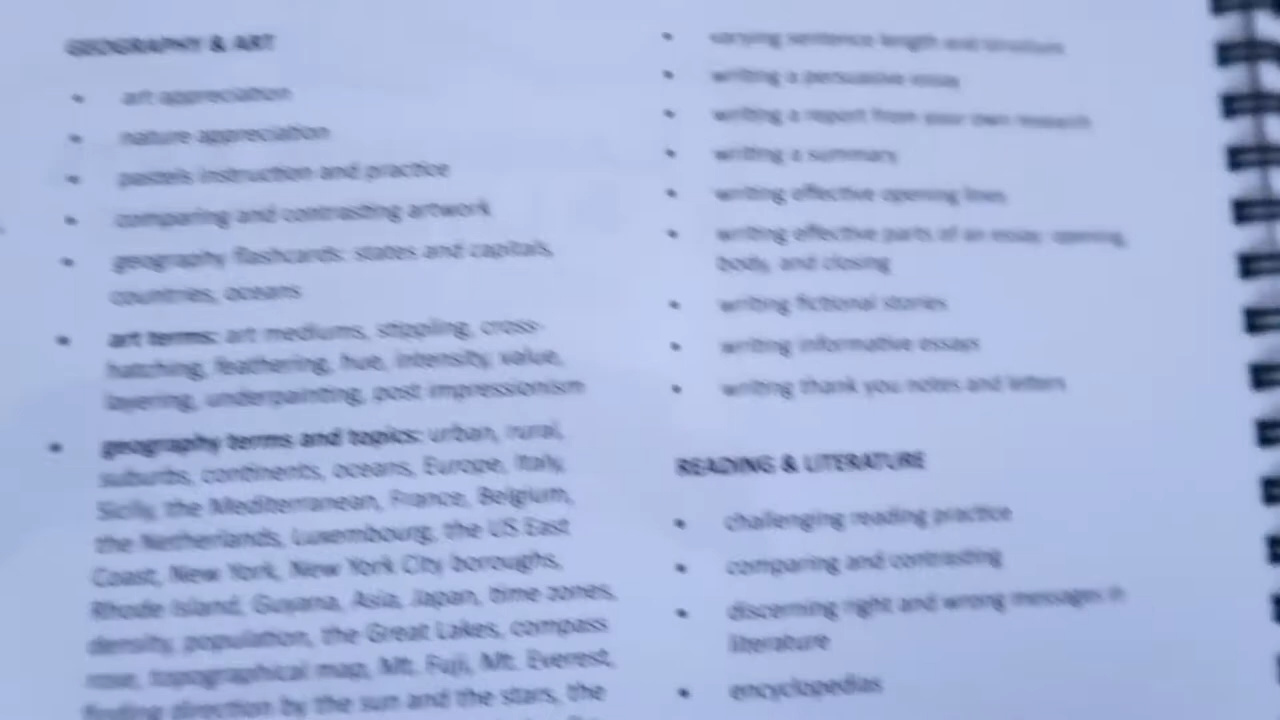 GEOGRAPHY & ART
• art appreciation
• nature appreciation
• pastels instruction and practice
• comparing and contrasting artwork
• geography flashcards: states and capitals,
countries, oceans
• art terms: art mediums, stippling, cross-
hatching, feathering, hue, intensity, value,
layering, underpainting, post impressionism
• geography terms and topics: urban, rural,
suburbs, continents, oceans, Europe, Italy,
Sicily, the Mediterranean, France, Belgium,
the Netherlands, Luxembourg, the US East
Coast, New York, New York City boroughs,
Rhode Island, Guyana, Asia, Japan, time zones,
density, population, the Great Lakes, compass
rose, topographical map, Mt. Fuji, Mt. Everest,
finding direction by the sun and the stars, the
• varying sentence length and structure
• writing a persuasive essay
• writing a report from your own research
• writing a summary
• writing effective opening lines
• writing effective parts of an essay: opening,
body, and closing
• writing fictional stories
• writing informative essays
• writing thank you notes and letters
READING & LITERATURE
• challenging reading practice
• comparing and contrasting
• discerning right and wrong messages in
literature
• encyclopedias